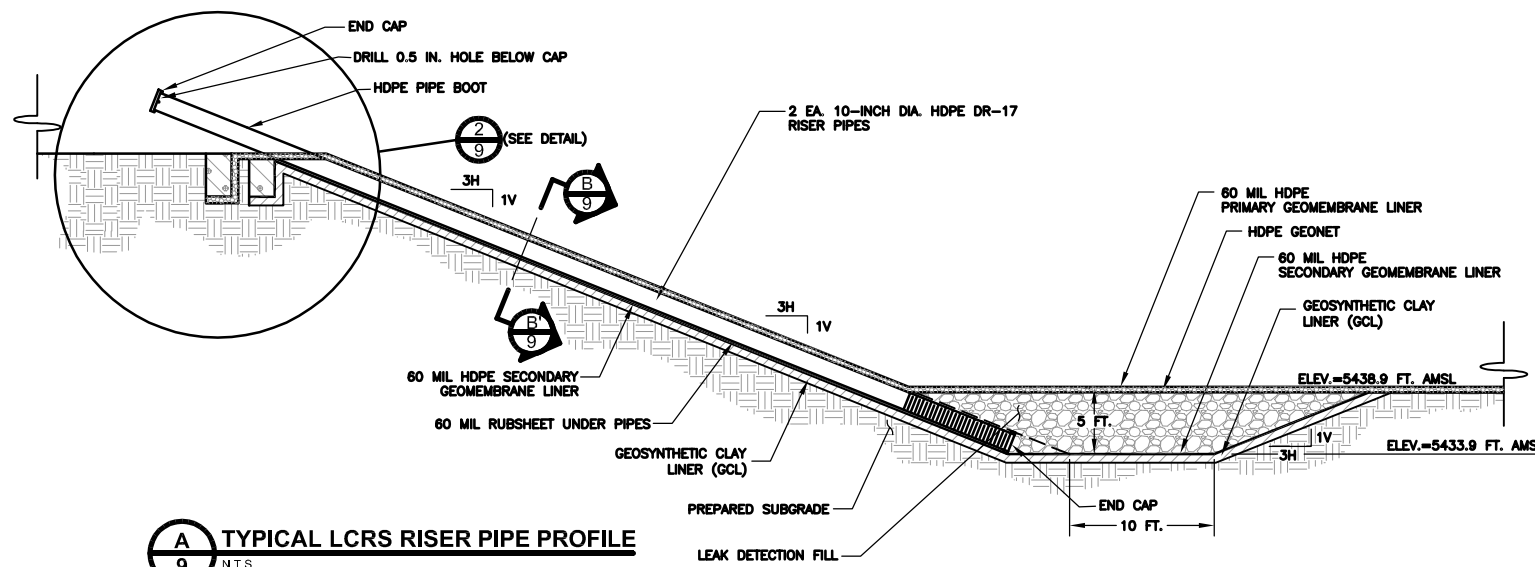 END CAP
DRILL 0.5 IN. HOLE BELOW CAP
HDPE PIPE BOOT
2
9
(SEE DETAIL)
2 EA. 10-INCH DIA. HDPE DR-17
RISER PIPES
3H
1V
B
9
60 MIL HDPE
PRIMARY GEOMEMBRANE LINER
HDPE GEONET
60 MIL HDPE
SECONDARY GEOMEMBRANE LINER
GEOSYNTHETIC CLAY
LINER (GCL)
3H
1V
B'
9
60 MIL HDPE SECONDARY
GEOMEMBRANE LINER
ELEV.=5438.9 FT. AMSL
5 FT.
60 MIL RUBSHEET UNDER PIPES
1V
3H
ELEV.=5433.9 FT. AMS
GEOSYNTHETIC CLAY
LINER (GCL)
PREPARED SUBGRADE
END CAP
10 FT.
LEAK DETECTION FILL
A
9
TYPICAL LCRS RISER PIPE PROFILE
N.T.S.